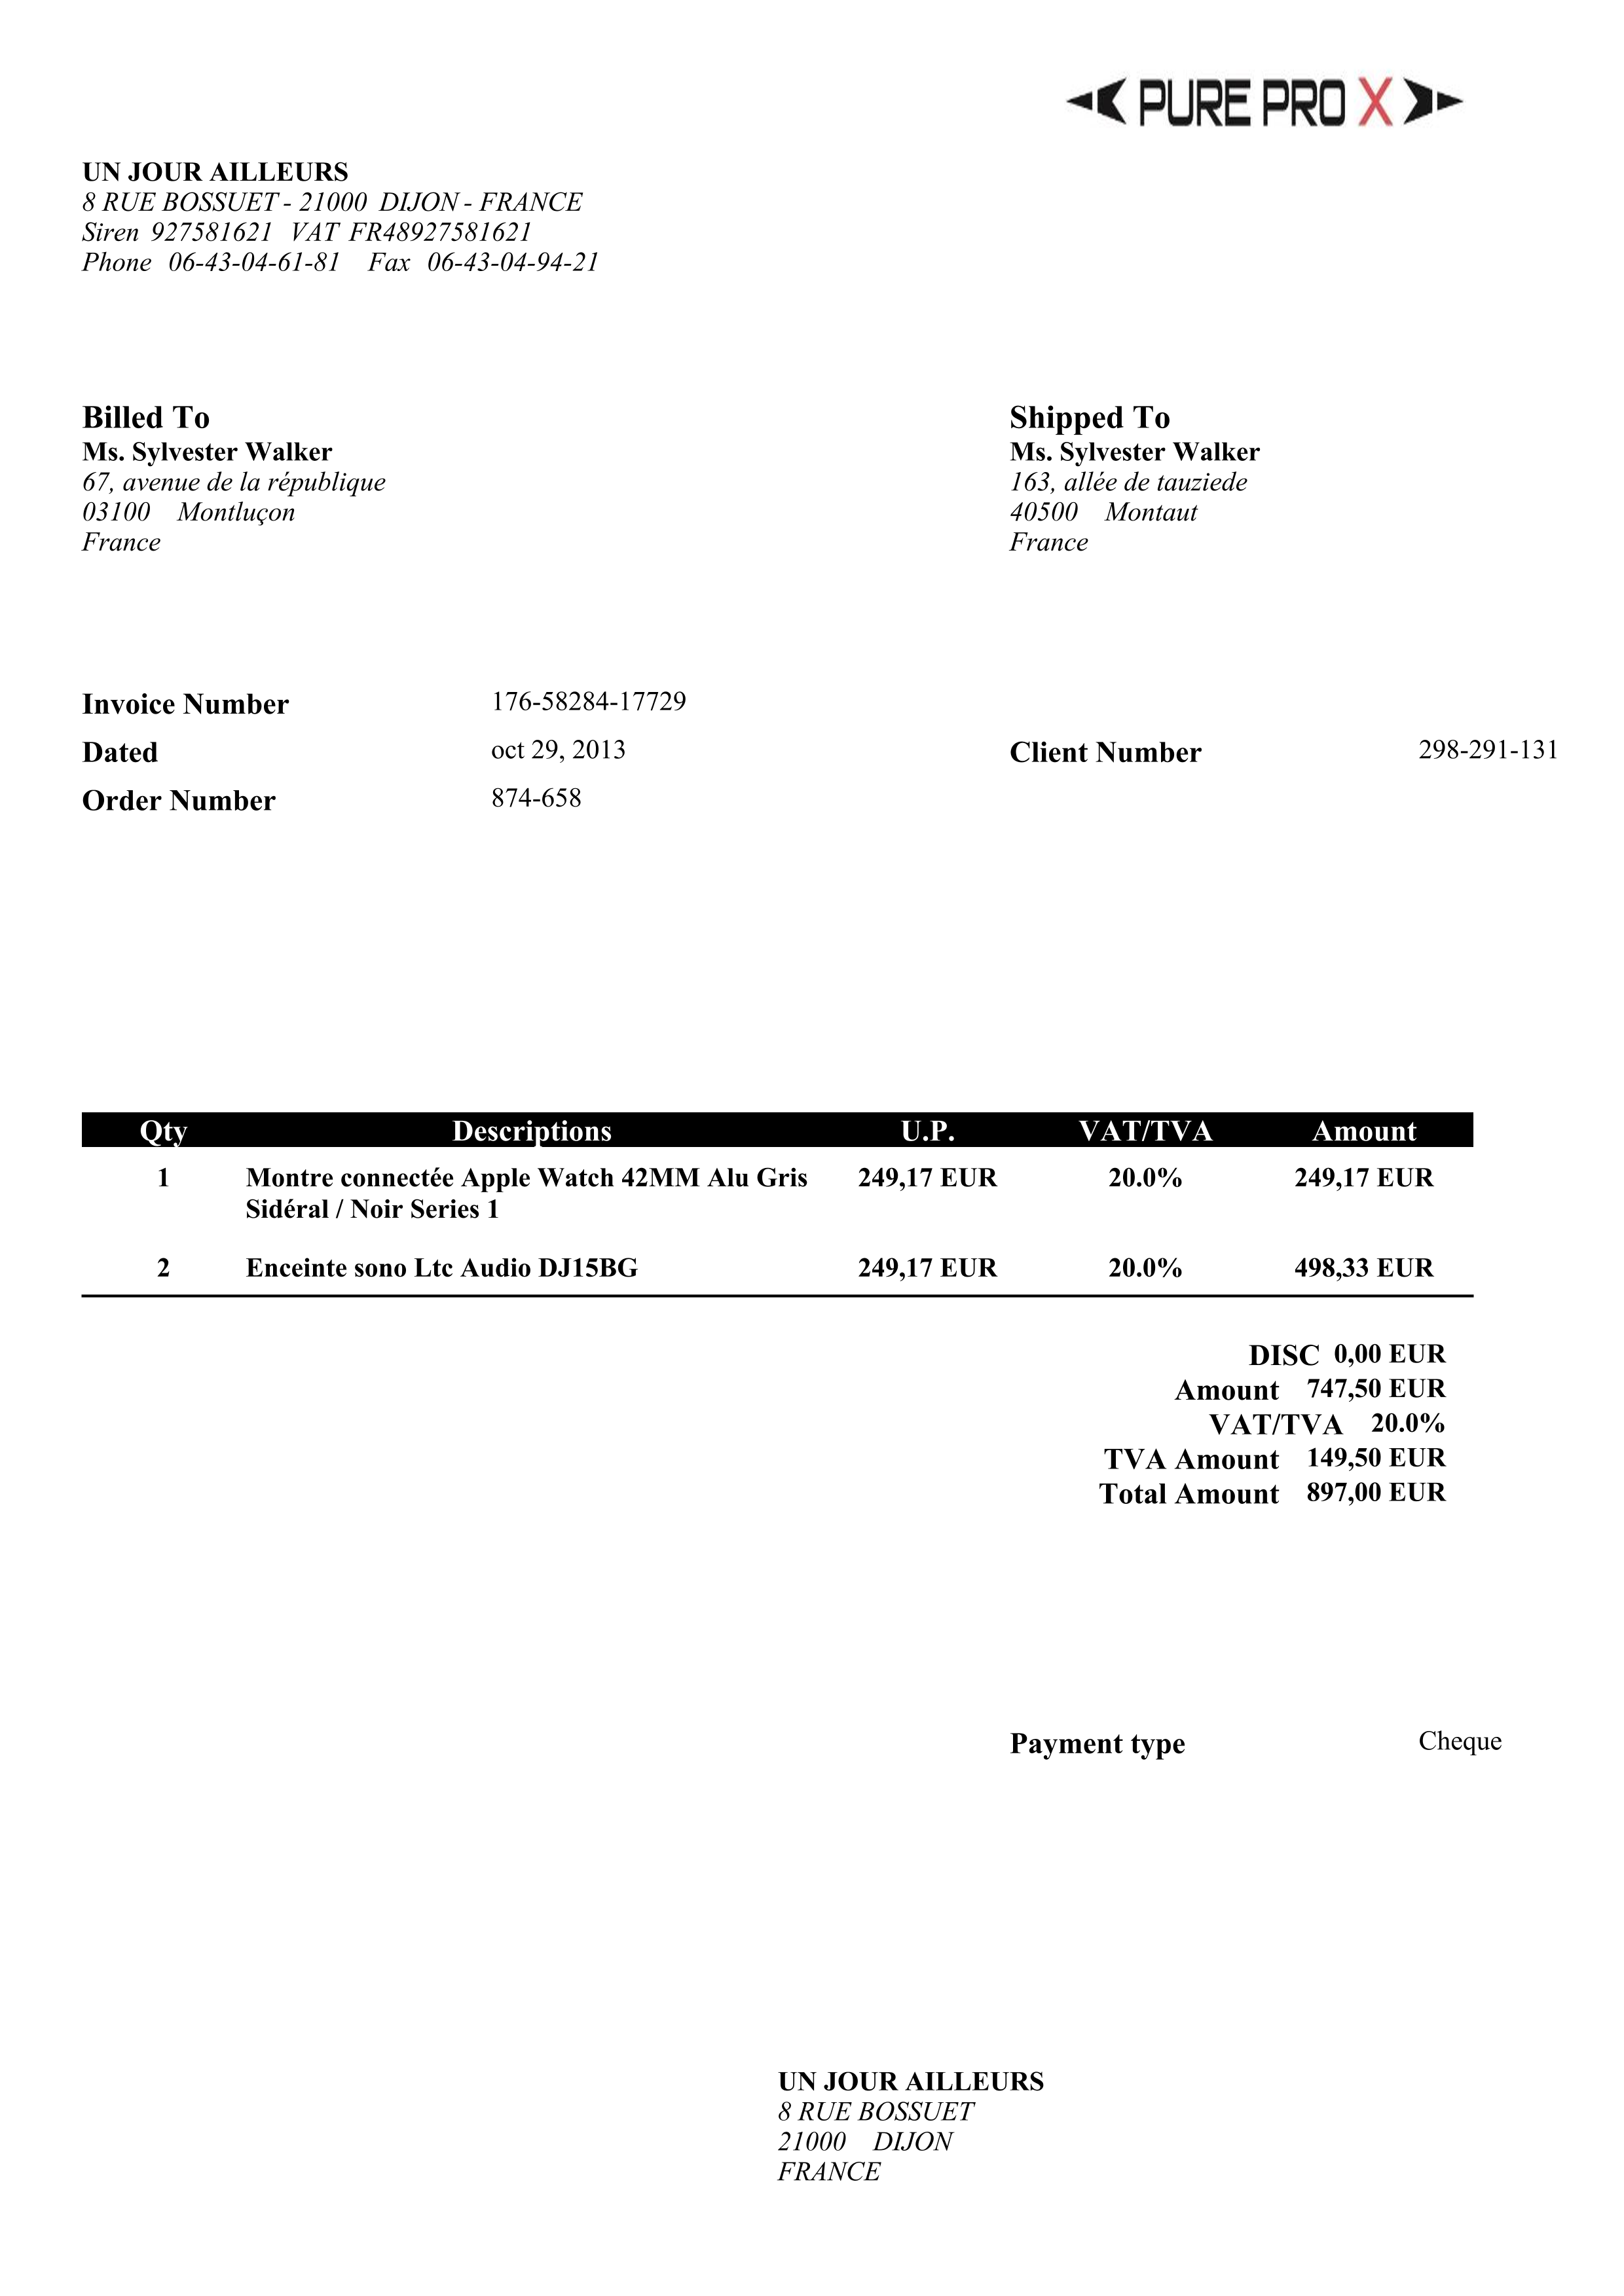 PURE PRO X
UN JOUR AILLEURS
8 RUE BOSSUET - 21000 DIJON - FRANCE
Siren 927581621 VAT FR48927581621
Phone 06-43-04-61-81 Fax 06-43-04-94-21
Billed To
Ms. Sylvester Walker
67, avenue de la république
03100 Montluçon
France
Shipped To
Ms. Sylvester Walker
163, allée de tauziede
40500 Montaut
France
Invoice Number 176-58284-17729
Dated oct 29, 2013 Client Number 298-291-131
Order Number 874-658
Qty Descriptions U.P. VAT/TVA Amount
1 Montre connectée Apple Watch 42MM Alu Gris 249,17 EUR 20.0% 249,17 EUR
Sidéral / Noir Series 1
2 Enceinte sono Ltc Audio DJ15BG 249,17 EUR 20.0% 498,33 EUR
DISC 0,00 EUR
Amount 747,50 EUR
VAT/TVA 20.0%
TVA Amount 149,50 EUR
Total Amount 897,00 EUR
Payment type Cheque
UN JOUR AILLEURS
8 RUE BOSSUET
21000 DIJON
FRANCE